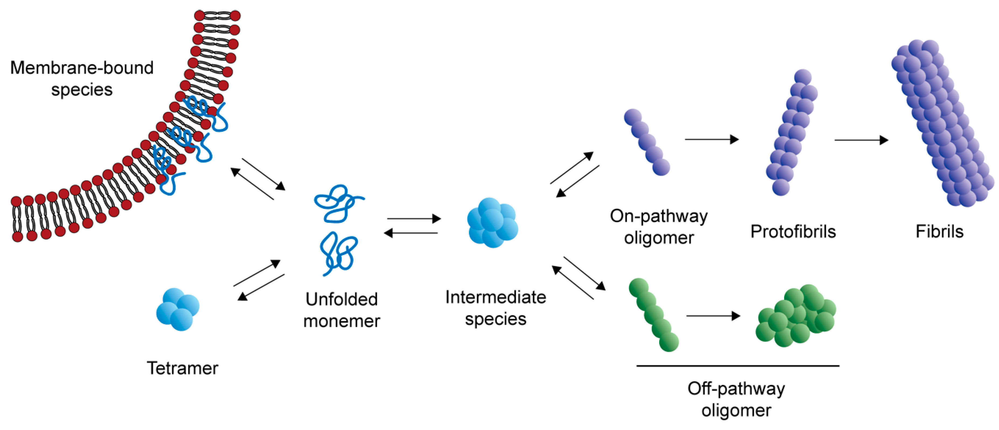 Membrane-bound
species
Tetramer
Unfolded
monemer
Intermediate
species
On-pathway
oligomer
Protofibrils
Fibrils
Off-pathway
oligomer